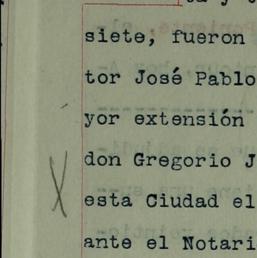 siete, fueron
tor José Pablo
yor extensión
don Gregorio J
esta Ciudad el
ante el Notari